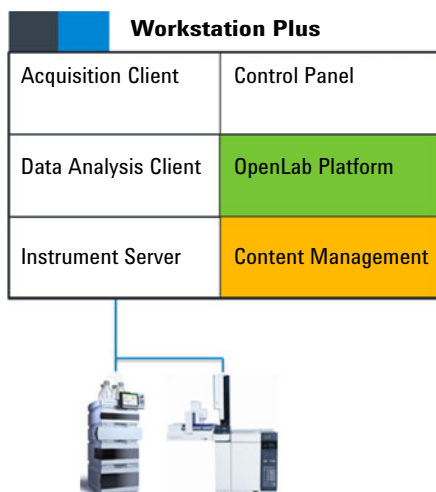 Workstation Plus
Acquisition Client
Control Panel
Data Analysis Client
OpenLab Platform
Instrument Server
Content Management